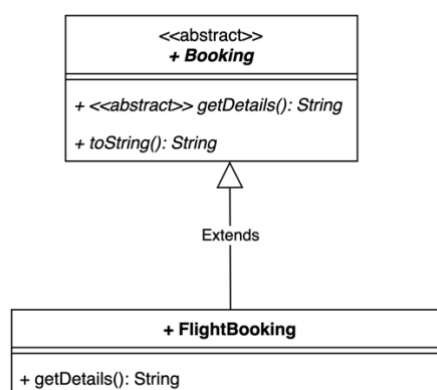 <<abstract>>
+ Booking
+ <<abstract>> getDetails(): String
+ toString(): String
Extends
+ FlightBooking
+ getDetails(): String